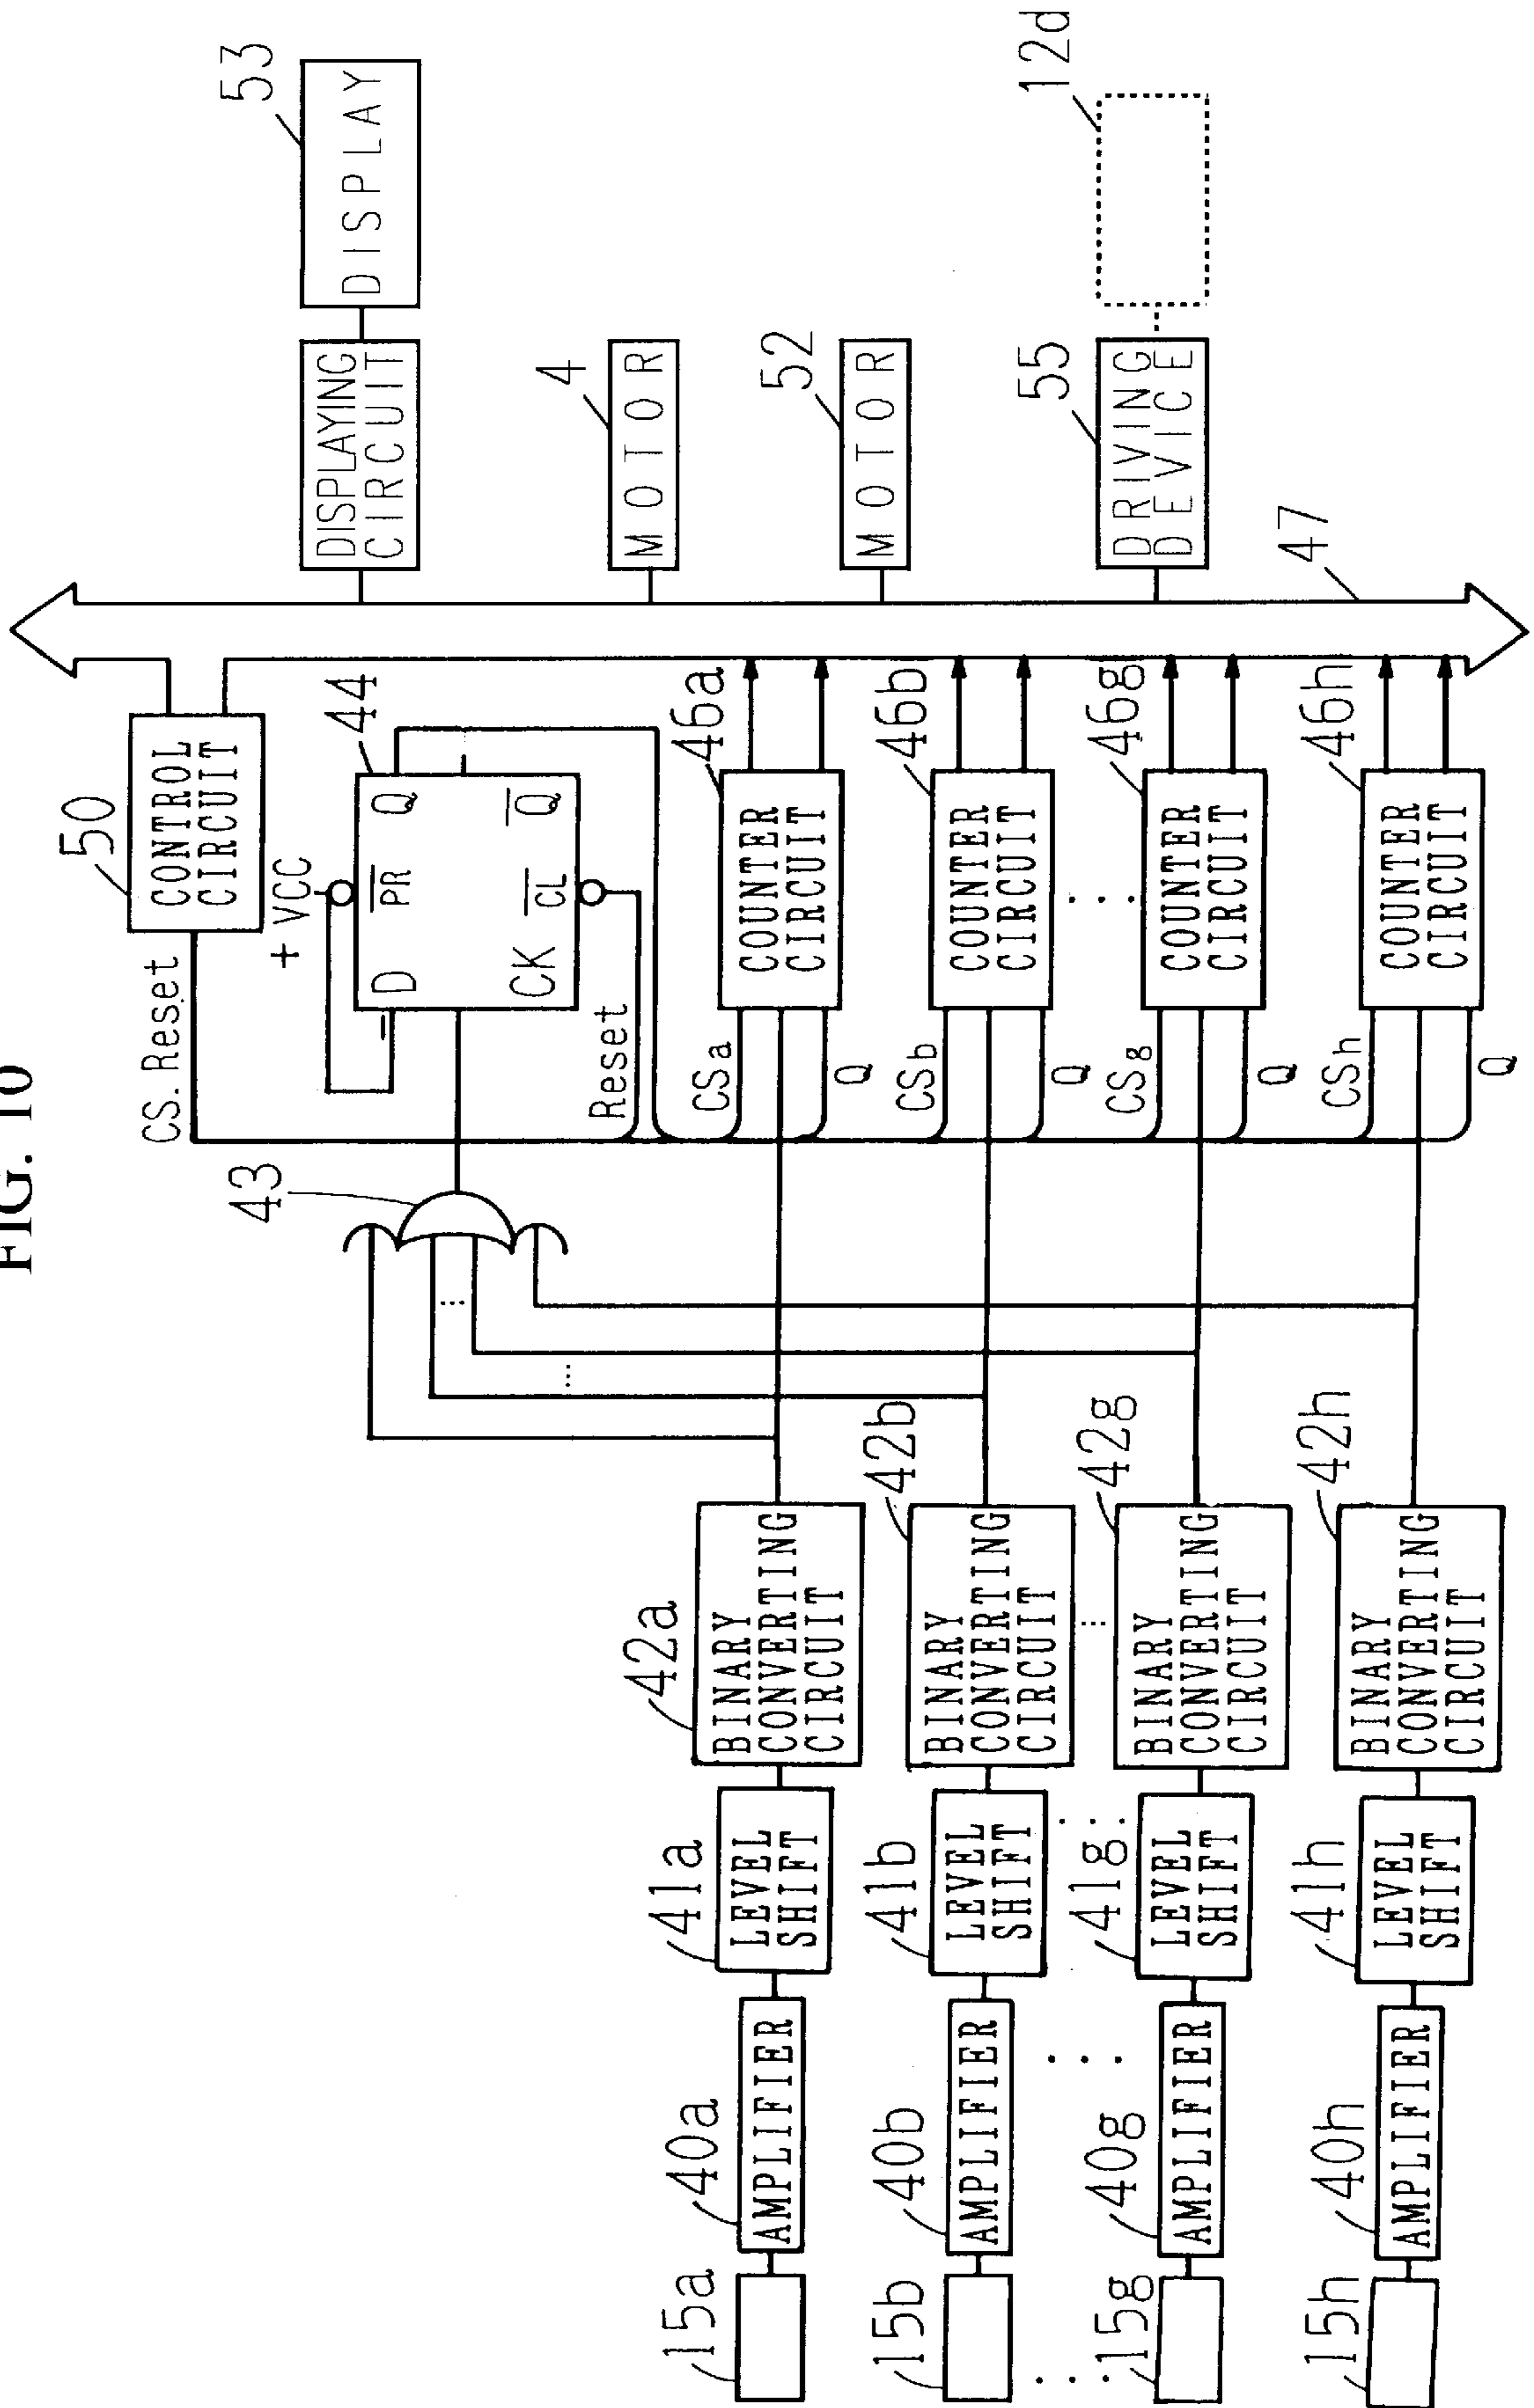 FIG. 10
53
DISPLAY
DISPLAYING
CIRCUIT
4
MOTOR
52
MOTOR
12d
55
DRIVING
DEVICE
47
50
CONTROL
CIRCUIT
CS.Reset
+VCC
44
D
PR
Q
CK
CL
Q
Reset
43
15a
40a
AMPLIFIER
41a
LEVEL
SHIFT
42a
BINARY
CONVERTING
CIRCUIT
CSa
Q
46a
COUNTER
CIRCUIT
15b
40b
AMPLIFIER
41b
LEVEL
SHIFT
42b
BINARY
CONVERTING
CIRCUIT
CSb
Q
46b
COUNTER
CIRCUIT
15g
40g
AMPLIFIER
41g
LEVEL
SHIFT
42g
BINARY
CONVERTING
CIRCUIT
CSg
Q
46g
COUNTER
CIRCUIT
15h
40h
AMPLIFIER
41h
LEVEL
SHIFT
42h
BINARY
CONVERTING
CIRCUIT
CSh
Q
46h
COUNTER
CIRCUIT